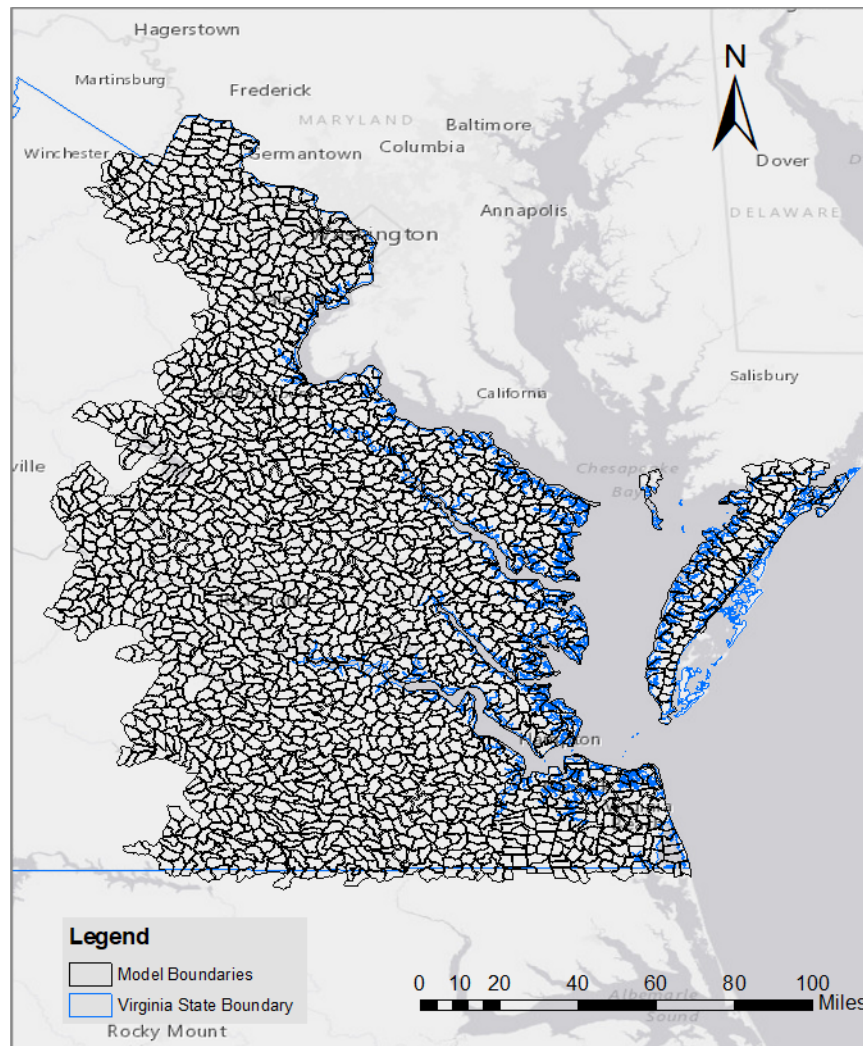 Hagerstown
N
Martinsburg
Frederick
MARYLAND
Baltimore
Winchester
Germantown
Columbia
Dover
D
Annapolis
DELAWARE
Washington
Salisbury
California
ville
Chesapeake
Bay
Hampton
Legend
Model Boundaries
Virginia State Boundary
0 10 20 40 60 80 100
Miles
Albemarle
Sound
Rocky Mount